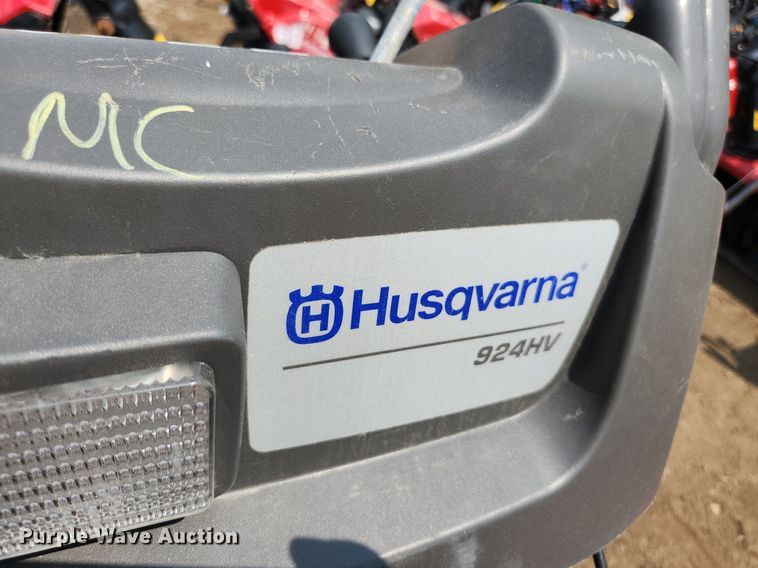 MC
H Husqvarna
924HV
Purple Wave Auction